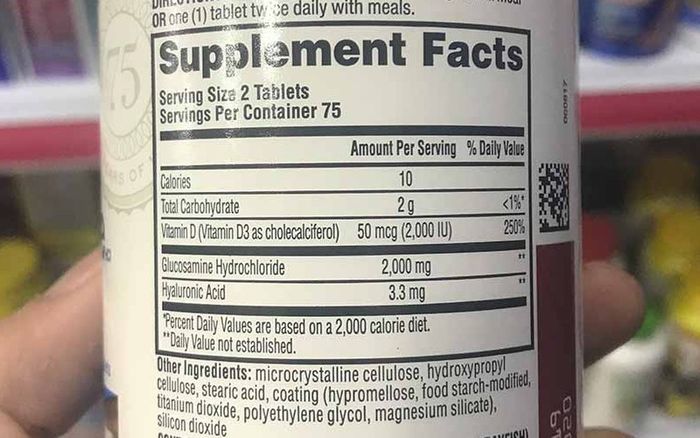 OR one (1) tablet twice daily with meals.
Supplement Facts
Serving Size 2 Tablets
Servings Per Container 75
Amount Per Serving % Daily Value
Calories 10
Total Carbohydrate 2 g <1%*
Vitamin D (Vitamin D3 as cholecalciferol) 50 mcg (2,000 IU) 250%
Glucosamine Hydrochloride 2,000 mg **
Hyaluronic Acid 3.3 mg **
*Percent Daily Values are based on a 2,000 calorie diet.
**Daily Value not established.
Other Ingredients: microcrystalline cellulose, hydroxypropyl
cellulose, stearic acid, coating (hypromellose, food starch-modified,
titanium dioxide, polyethylene glycol, magnesium silicate),
silicon dioxide
75